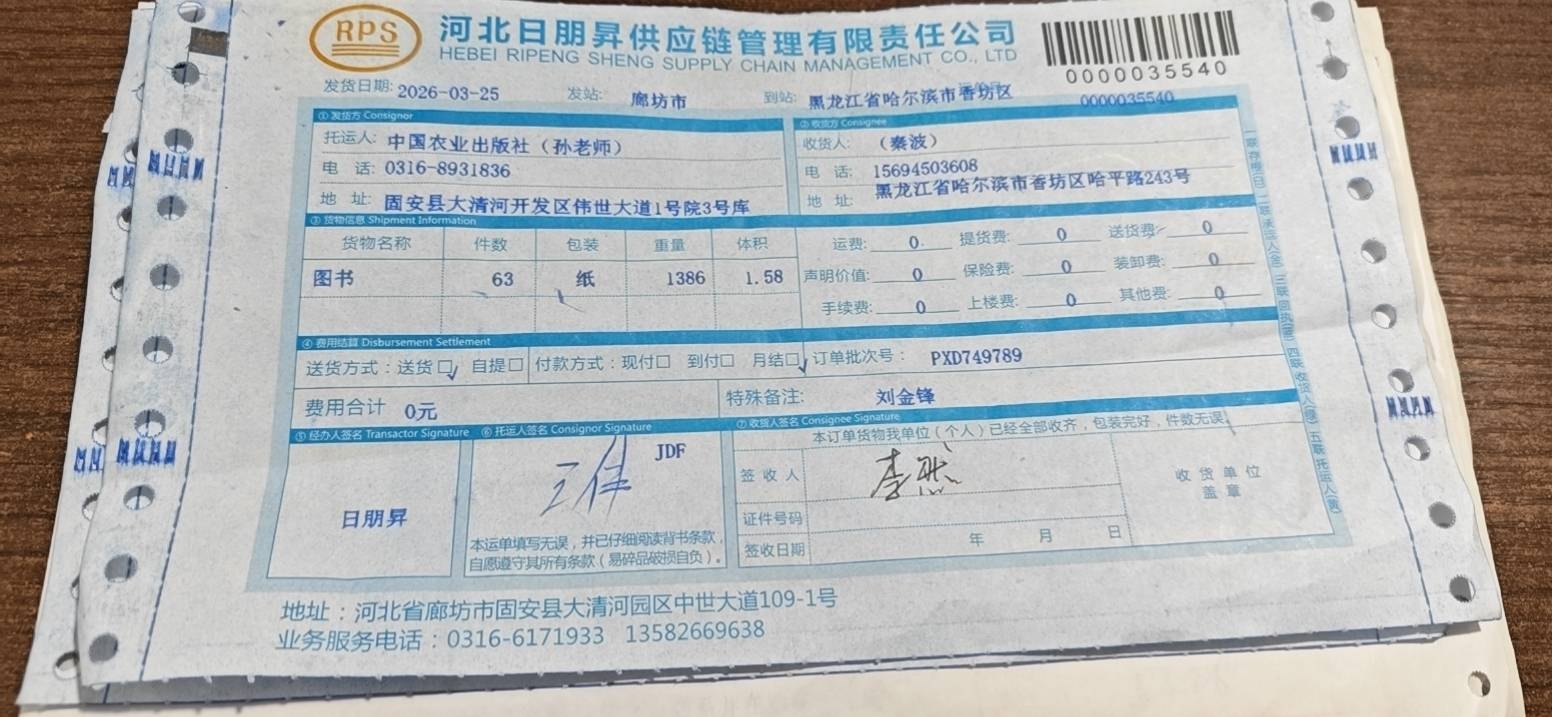 RPS
河北日朋昇供应链管理有限责任公司
HEBEI RIPENG SHENG SUPPLY CHAIN MANAGEMENT CO., LTD
0000035540
发货日期: 2026-03-25 发站: 廊坊市 到站: 黑龙江省哈尔滨市香坊区 0000035540
① 发货方 Consignor
托运人: 中国农业出版社（孙老师）
电 话: 0316-8931836
地 址: 固安县大清河开发区伟世大道1号院3号库
② 收货方 Consignee
收货人: （秦波）
电 话: 15694503608
地 址: 黑龙江省哈尔滨市香坊区哈平路243号
③ 货物信息 Shipment Information
货物名称 件数 包装 重量 体积
图书 63 纸 1386 1.58
运费: 0 提货费: 0 送货费: 0
声明价值: 0 保险费: 0 装卸费: 0
手续费: 0 上楼费: 0 其他费: 0
④ 费用结算 Disbursement Settlement
送货方式：送货□√ 自提□ 付款方式：现付□ 到付□ 月结□√ 订单批次号： PXD749789
费用合计 0元 特殊备注: 刘金锋
⑤ 经办人签名 Transactor Signature
日朋昇
⑥ 托运人签名 Consignor Signature
JDF
王伟
本运单填写无误，并已仔细阅读背书条款，
自愿遵守其所有条款（易碎品破损自负）。
⑦ 收货人签名 Consignee Signature
本订单货物我单位（个人）已经全部收齐，包装完好，件数无误。
签 收 人 李
证件号码
签收日期 年 月 日
收 货 单 位
盖 章
地址：河北省廊坊市固安县大清河园区中世大道109-1号
业务服务电话：0316-6171933 13582669638